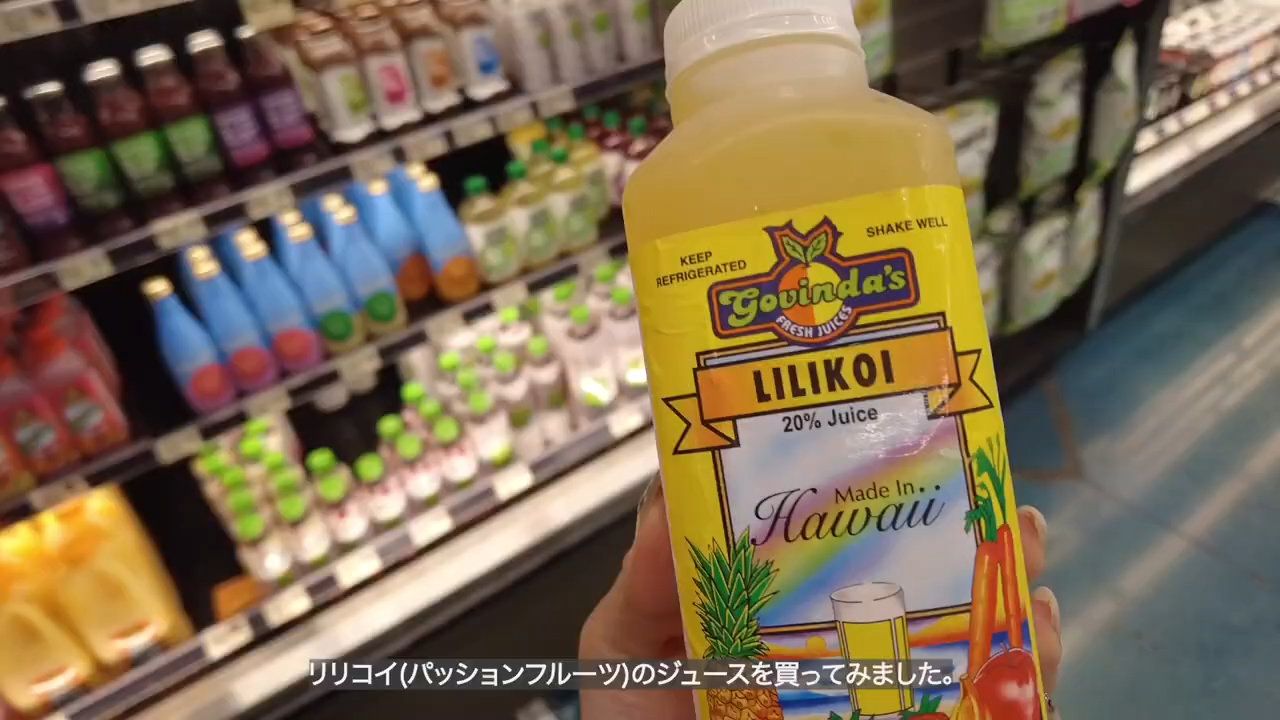 KEEP
REFRIGERATED
SHAKE WELL
Govinda's
FRESH JUICES
LILIKOI
20% Juice
Made In
Hawaii
リリコイ(パッションフルーツ)のジュースを買ってみました。